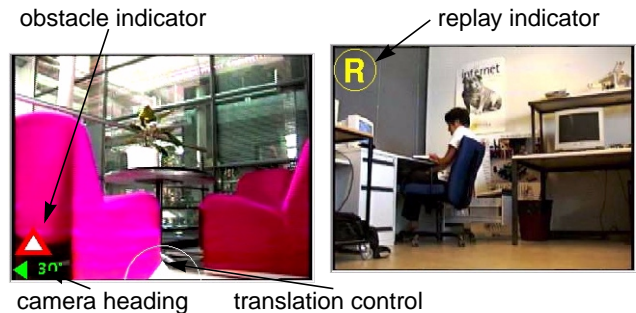 obstacle indicator
replay indicator
R
internet
30°
camera heading
translation control